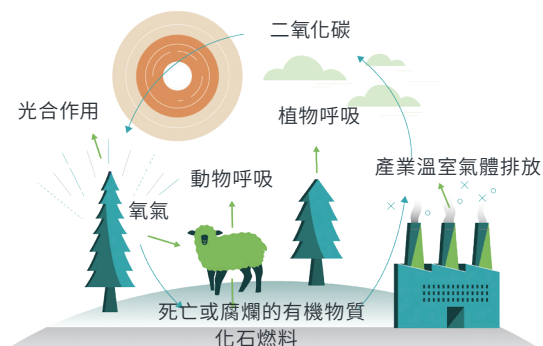 二氧化碳
光合作用
植物呼吸
產業溫室氣體排放
動物呼吸
氧氣
死亡或腐爛的有機物質
化石燃料